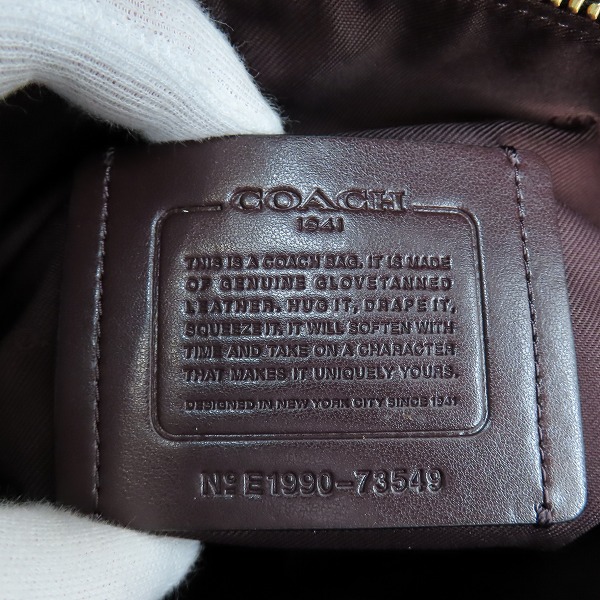 COACH
1941
THIS IS A COACH BAG. IT IS MADE
OF GENUINE GLOVETANNED
LEATHER. HUG IT, DRAPE IT,
SQUEEZE IT. IT WILL SOFTEN WITH
TIME AND TAKE ON A CHARACTER
THAT MAKES IT UNIQUELY YOURS.
DESIGNED IN NEW YORK CITY SINCE 1941
Nº E1990-73549